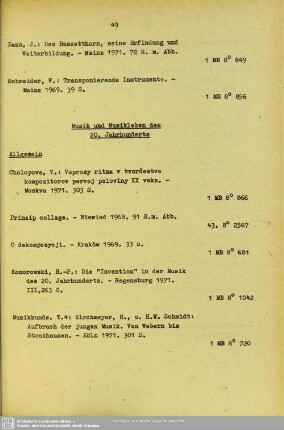 49
Saam, J.: Das Bassetthorn, seine Erfindung und
Weiterbildung. - Mainz 1971. 72 S. m. Abb.
1 MB 8° 849
Schneider, W.: Transponierende Instrumente. -
Mainz 1969. 39 S.
1 MB 8° 856
Musik und Musikleben des
20. Jahrhunderts
Allgemein
Cholopova, V.: Voprosy ritma v tvorčestve
kompozitorov pervoj poloviny XX veka. -
Moskva 1971. 303 S.
1 MB 8° 866
Prinzip collage. - Niewied 1968. 91 S.m. Abb.
43. 8° 2567
O dekompozycji. - Kraków 1969. 33 S.
1 MB 8° 681
Komorowski, H.-P.: Die "Invention" in der Musik
des 20. Jahrhunderts. - Regensburg 1971.
III,263 S.
1 MB 8° 1042
Musikkunde. T.4: Kirchmeyer, H., u. H.W. Schmidt:
Aufbruch der jungen Musik. Von Webern bis
Stockhausen. - Köln 1971. 301 S.
1 MB 8° 720